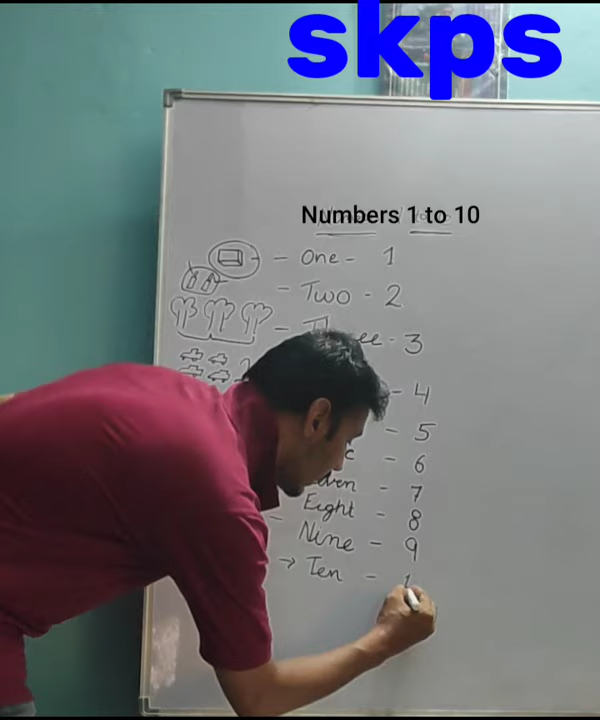 skps
Numbers 1 to 10
- One - 1
- Two - 2
- 3
- 4
- 5
- 6
- 7
Eight - 8
- Nine - 9
→ Ten - 1